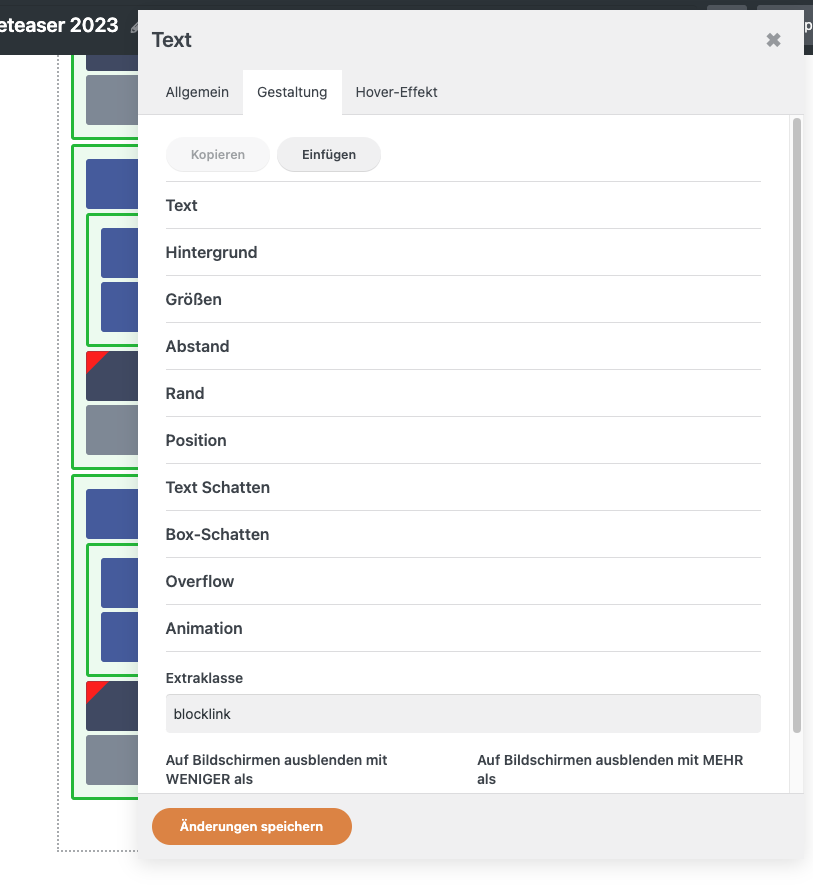 eteaser 2023
Text
Allgemein
Gestaltung
Hover-Effekt
Kopieren
Einfügen
Text
Hintergrund
Größen
Abstand
Rand
Position
Text Schatten
Box-Schatten
Overflow
Animation
Extraklasse
blocklink
Auf Bildschirmen ausblenden mit
WENIGER als
Auf Bildschirmen ausblenden mit MEHR
als
Änderungen speichern